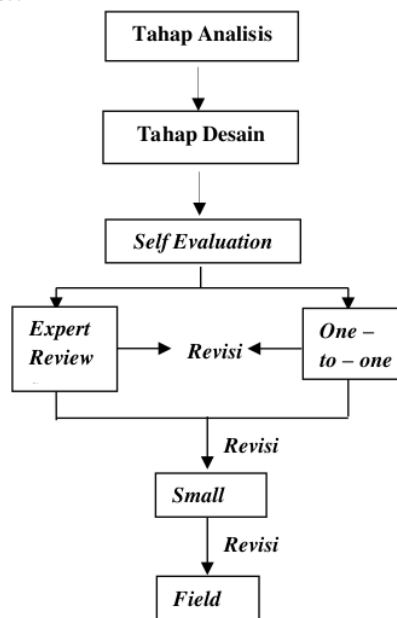 Tahap Analisis
Tahap Desain
Self Evaluation
Expert
Review
Revisi
One –
to – one
Revisi
Small
Revisi
Field